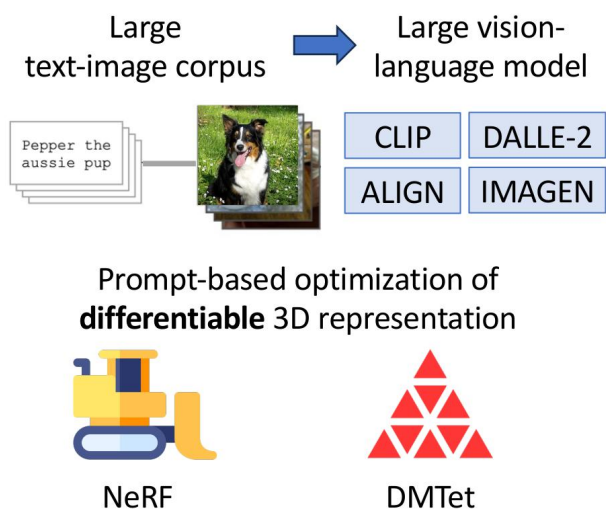 Large
text-image corpus
Large vision-
language model
Pepper the
aussie pup
CLIP
DALLE-2
ALIGN
IMAGEN
Prompt-based optimization of
differentiable 3D representation
NeRF
DMTet